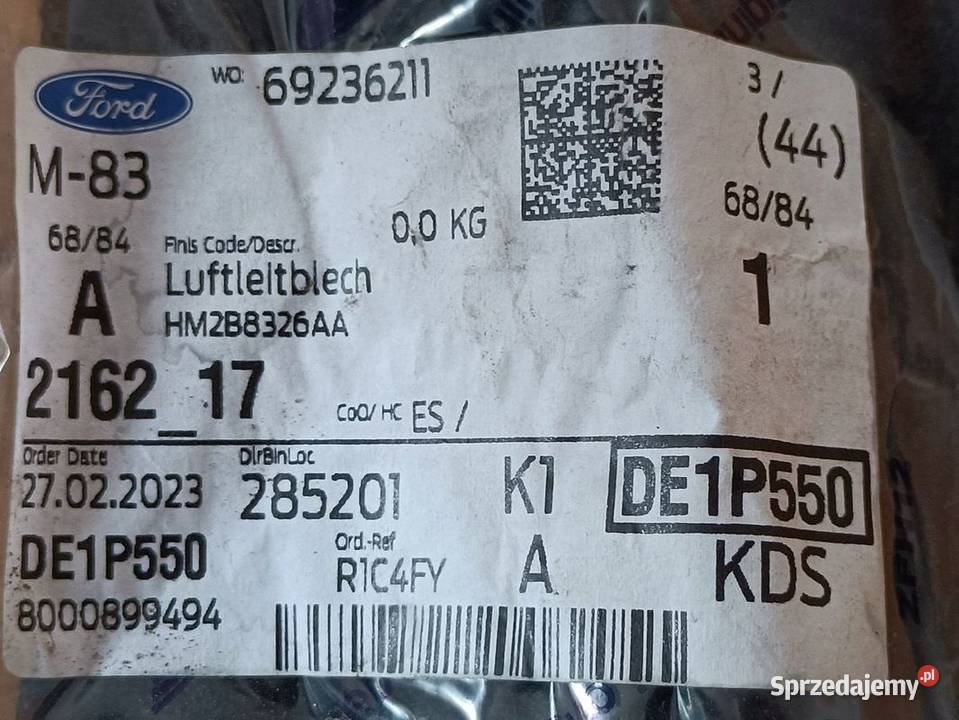 Ford
WO: 69236211
3 /
(44)
M-83
68/84
0,0 KG
68/84
Finis Code/Descr.
A
Luftleitblech
1
HM2B8326AA
2162_17
CoO/ HC ES /
Order Date
DlrBinLoc
27.02.2023
285201
K1
DE1P550
DE1P550
Ord.-Ref
R1C4FY
A
KDS
8000899494
Sprzedajemy.pl